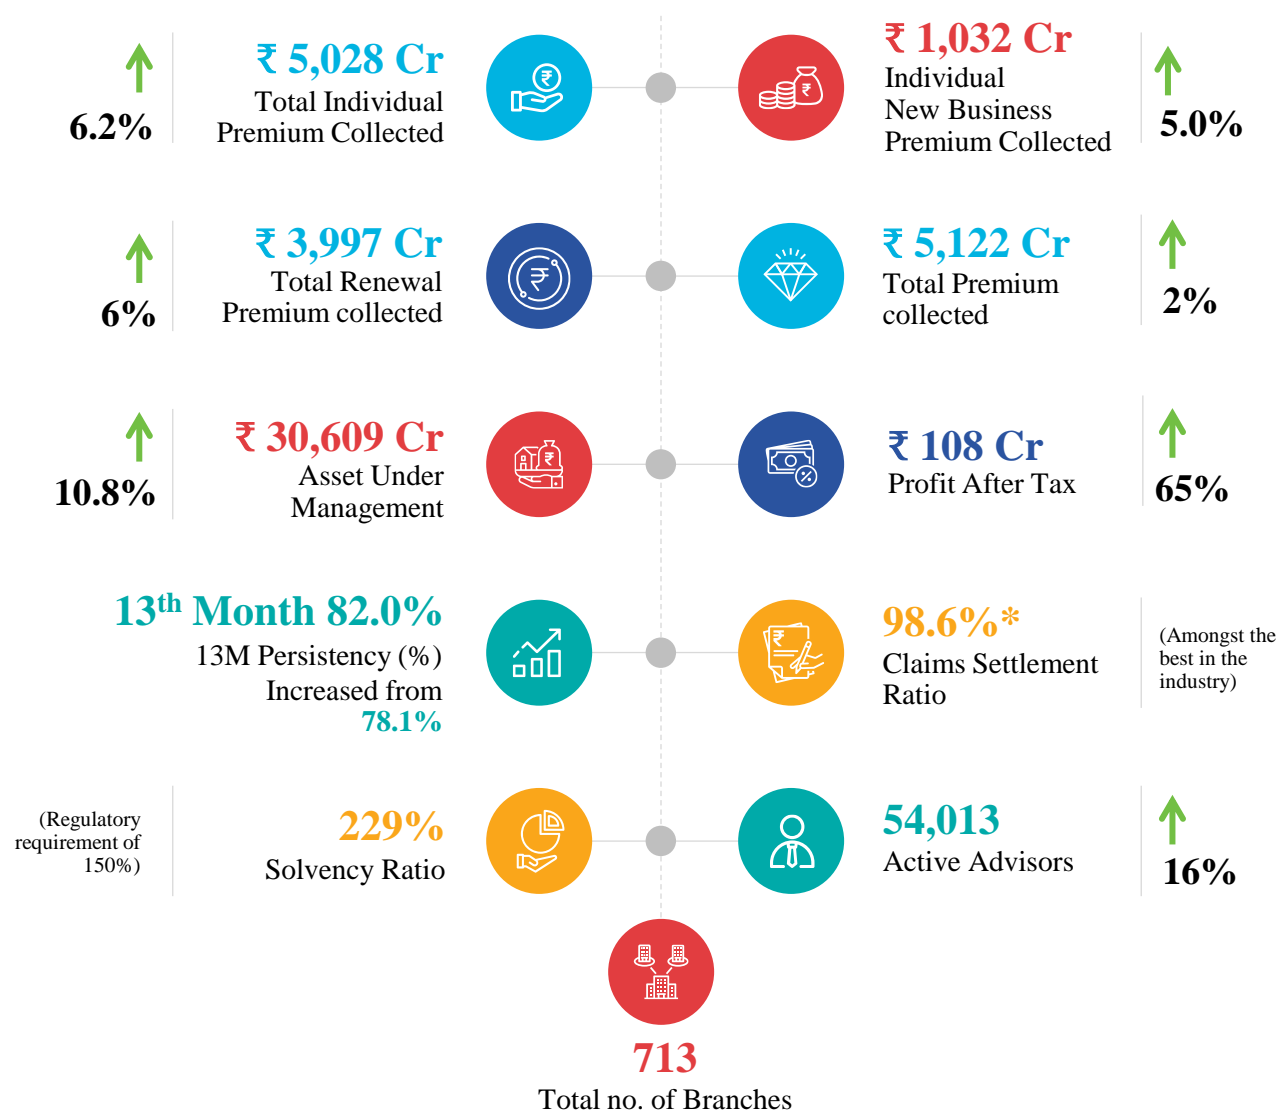 ₹ 5,028 Cr
Total Individual
Premium Collected
6.2%
₹ 1,032 Cr
Individual
New Business
Premium Collected
5.0%
₹ 3,997 Cr
Total Renewal
Premium collected
6%
₹ 5,122 Cr
Total Premium
collected
2%
₹ 30,609 Cr
Asset Under
Management
10.8%
₹ 108 Cr
Profit After Tax
65%
13th Month 82.0%
13M Persistency (%)
Increased from
78.1%
98.6%*
Claims Settlement
Ratio
(Amongst the
best in the
industry)
229%
Solvency Ratio
(Regulatory
requirement of
150%)
54,013
Active Advisors
16%
713
Total no. of Branches